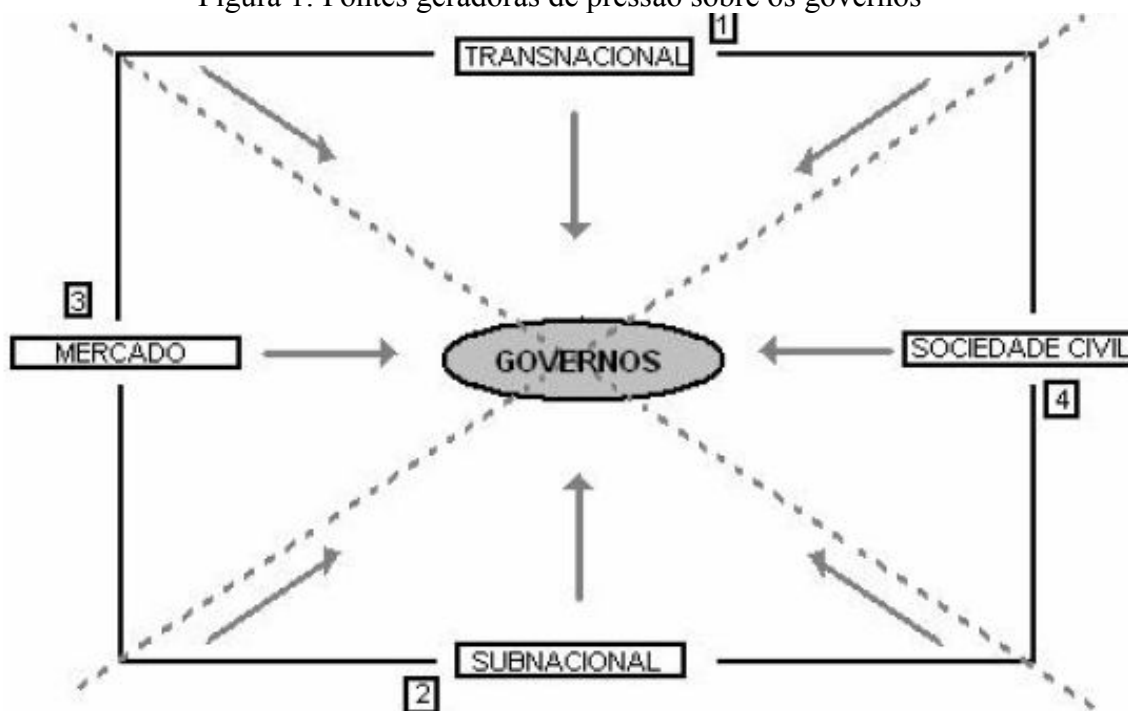 Figura 1: Fontes geradoras de pressão sobre os governos
1
TRANSNACIONAL
3
MERCADO
GOVERNOS
SOCIEDADE CIVIL
4
SUBNACIONAL
2